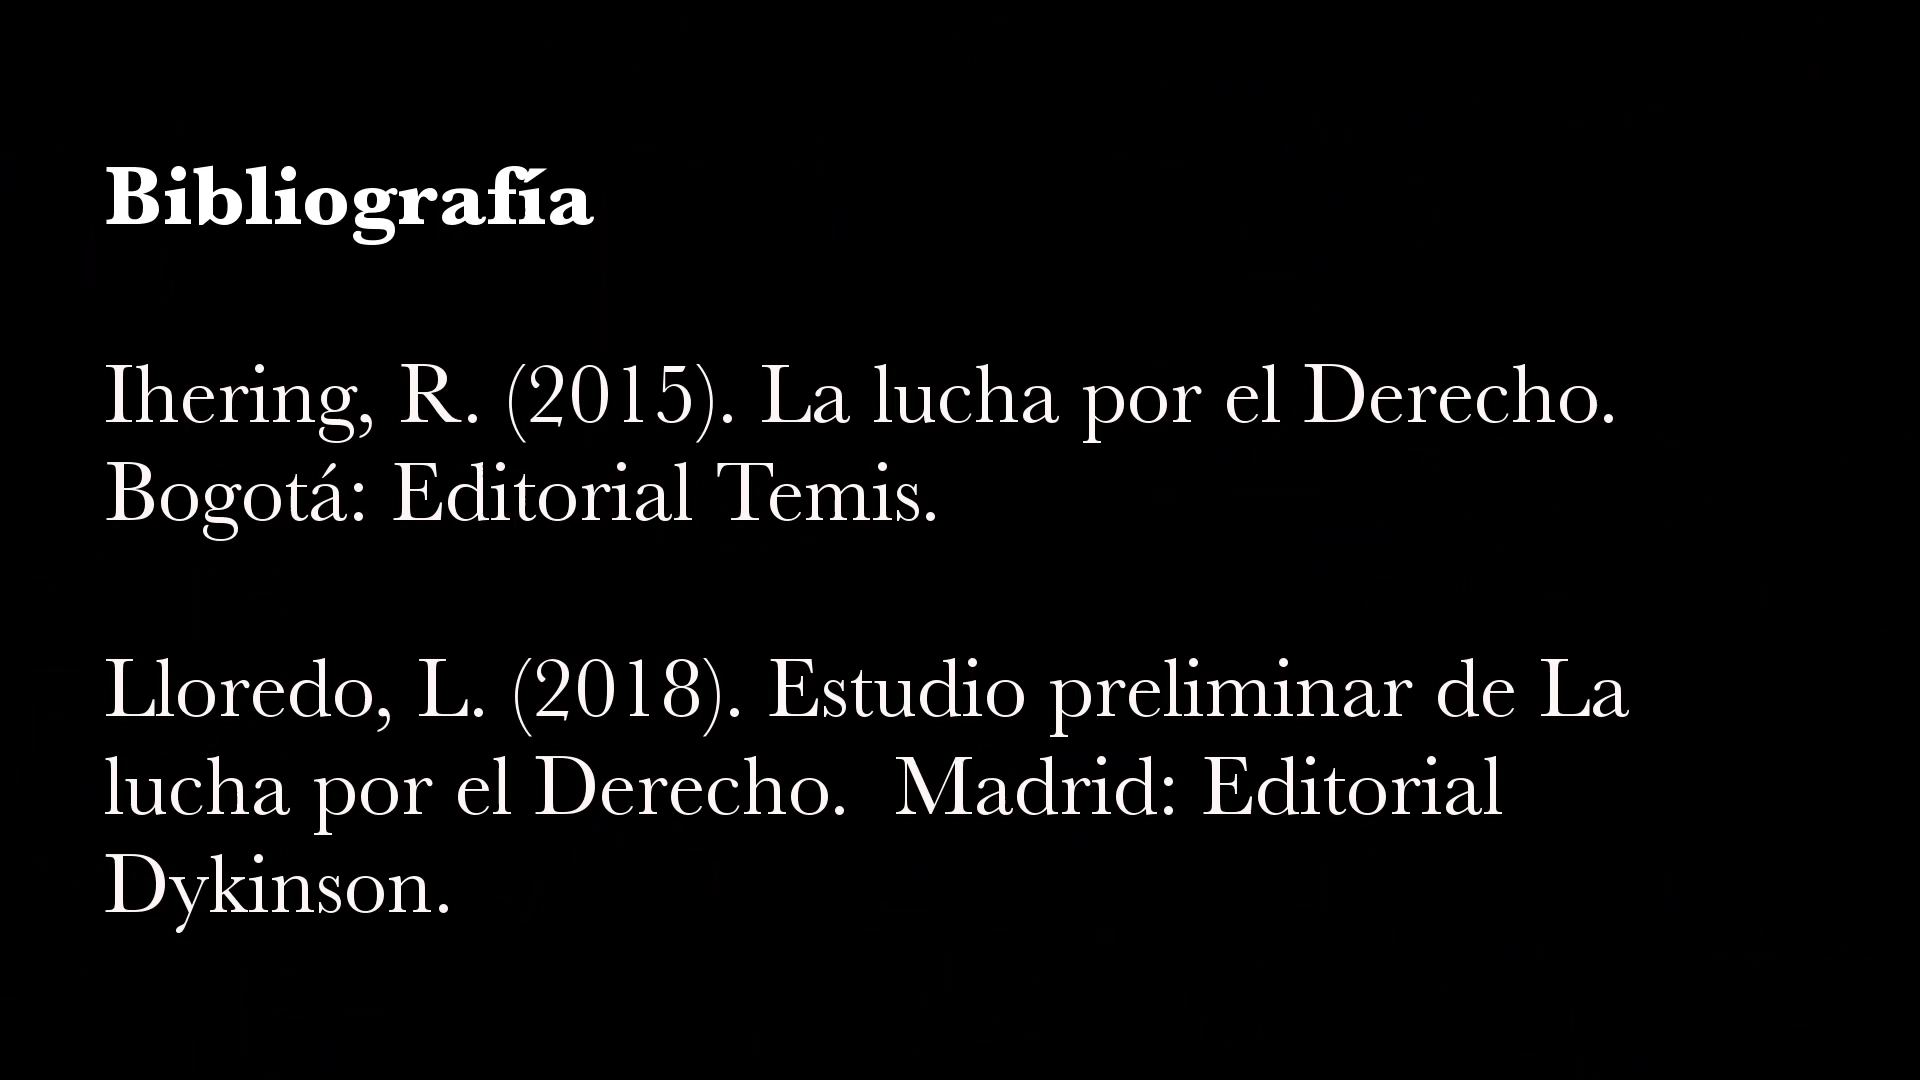 Bibliografía
Ihering, R. (2015). La lucha por el Derecho.
Bogotá: Editorial Temis.
Lloredo, L. (2018). Estudio preliminar de La
lucha por el Derecho.  Madrid: Editorial
Dykinson.